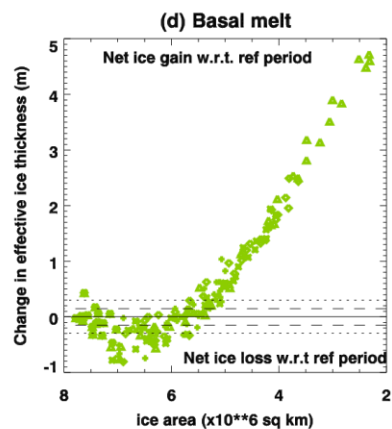 (d) Basal melt
5
Net ice gain w.r.t. ref period
4
3
2
1
0
-1
Change in effective ice thickness (m)
Net ice loss w.r.t ref period
8 6 4 2
ice area (x10**6 sq km)